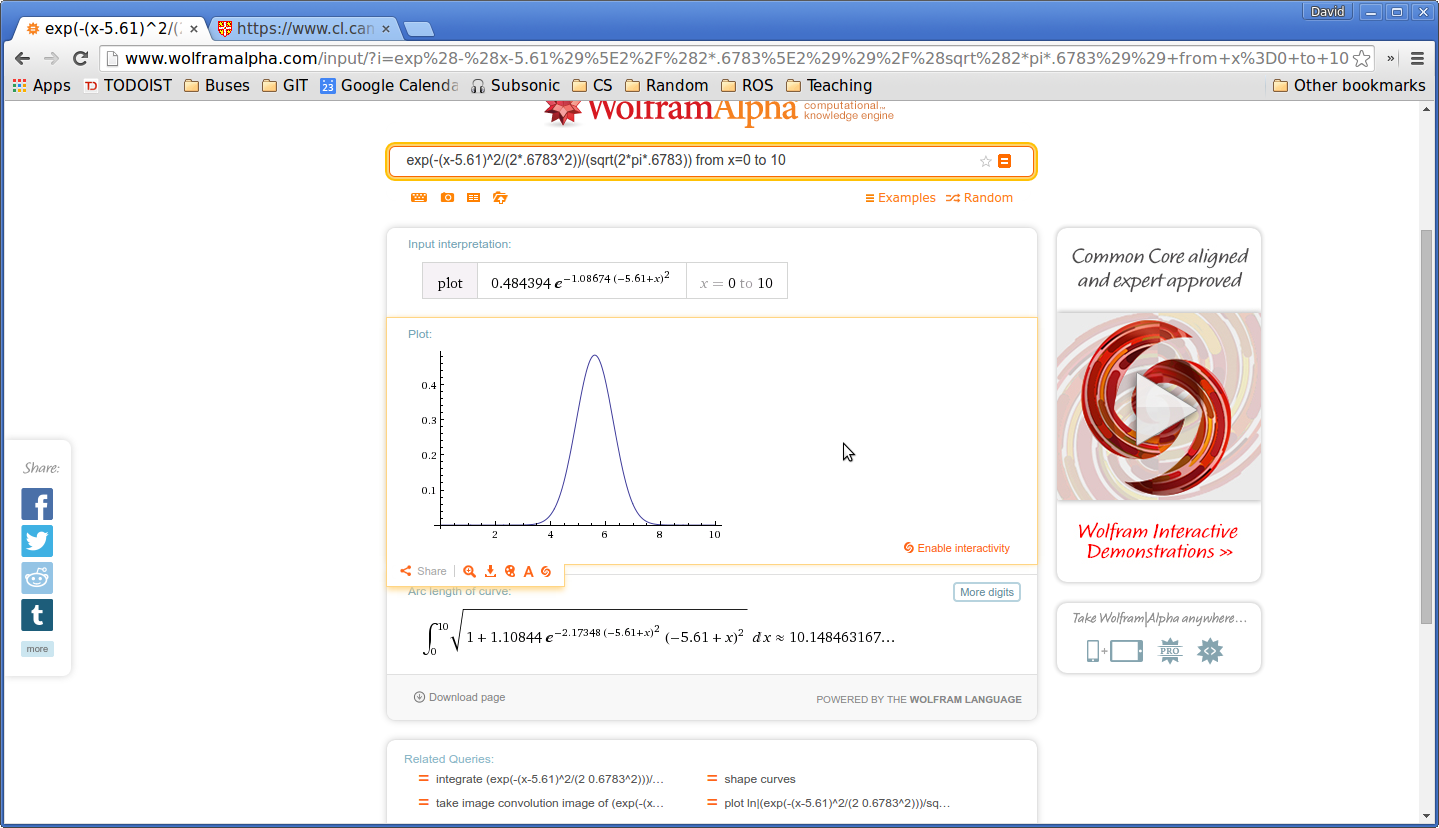 David
exp(-(x-5.61)^2/(2
https://www.cl.can
www.wolframalpha.com/input/?i=exp%28-%28x-5.61%29%5E2%2F%282*.6783%5E2%29%29%2F%28sqrt%282*pi*.6783%29%29+from+x%3D0+to+10
Apps TODOIST Buses GIT 23 Google Calenda Subsonic CS Random ROS Teaching Other bookmarks
WolframAlpha computational...
knowledge engine
exp(-(x-5.61)^2/(2*.6783^2))/(sqrt(2*pi*.6783)) from x=0 to 10
Examples Random
Input interpretation:
plot 0.484394 e^(-1.08674 (-5.61+x)^2) x = 0 to 10
Plot:
0.4
0.3
0.2
0.1
2 4 6 8 10
Enable interactivity
Share
Arc length of curve:
More digits
∫_0^10 √(1 + 1.10844 e^(-2.17348 (-5.61+x)^2) (-5.61 + x)^2) dx ≈ 10.148463167...
Download page
POWERED BY THE WOLFRAM LANGUAGE
Related Queries:
integrate (exp(-(x-5.61)^2/(2 0.6783^2)))/... shape curves
take image convolution image of (exp(-(x... plot ln|(exp(-(x-5.61)^2/(2 0.6783^2)))/sq...
Share:
more
Common Core aligned
and expert approved
Wolfram Interactive
Demonstrations >>
Take Wolfram|Alpha anywhere...
PRO